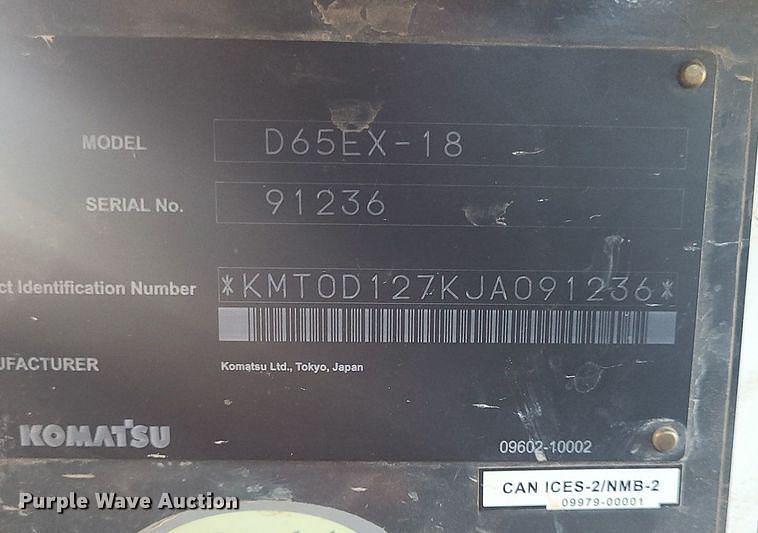 MODEL D65EX-18
SERIAL No. 91236
ct Identification Number *KMT0D127KJA091236*
UFACTURER Komatsu Ltd., Tokyo, Japan
KOMATSU
09602-10002
CAN ICES-2/NMB-2
09979-00001
Purple Wave Auction